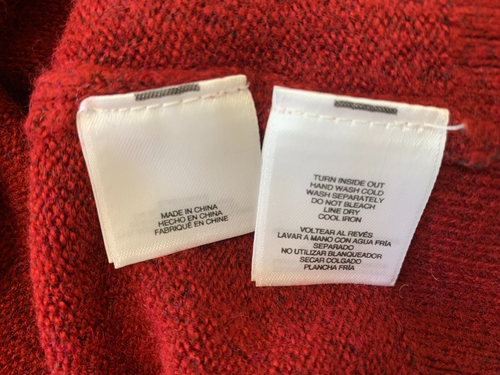 MADE IN CHINA
HECHO EN CHINA
FABRIQUÉ EN CHINE
TURN INSIDE OUT
HAND WASH COLD
WASH SEPARATELY
DO NOT BLEACH
LINE DRY
COOL IRON
VOLTEAR AL REVÉS
LAVAR A MANO CON AGUA FRÍA
SEPARADO
NO UTILIZAR BLANQUEADOR
SECAR COLGADO
PLANCHA FRÍA